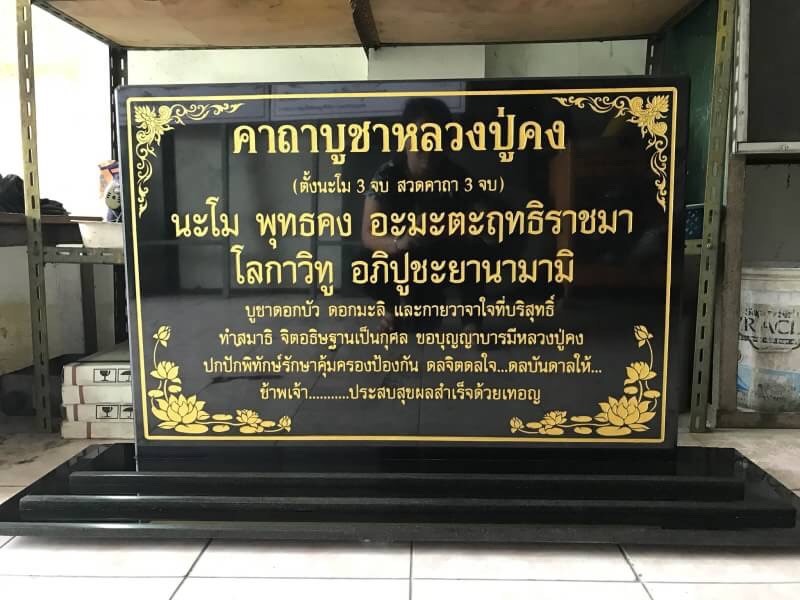 คาถาบูชาหลวงปู่คง
(ตั้งนะโม 3 จบ สวดคาถา 3 จบ)
นะโม พุทธคง อะมะตะฤทธิราชมา
โลกาวิทู อภิปูชะยานามามิ
บูชาดอกบัว ดอกมะลิ และกายวาจาใจที่บริสุทธิ์
ทำสมาธิ จิตอธิษฐานเป็นกุศล ขอบุญญาบารมีหลวงปู่คง
ปกปักพิทักษ์รักษาคุ้มครองป้องกัน ดลจิตดลใจ...ดลบันดาลให้...
ข้าพเจ้า...........ประสบสุขผลสำเร็จด้วยเทอญ